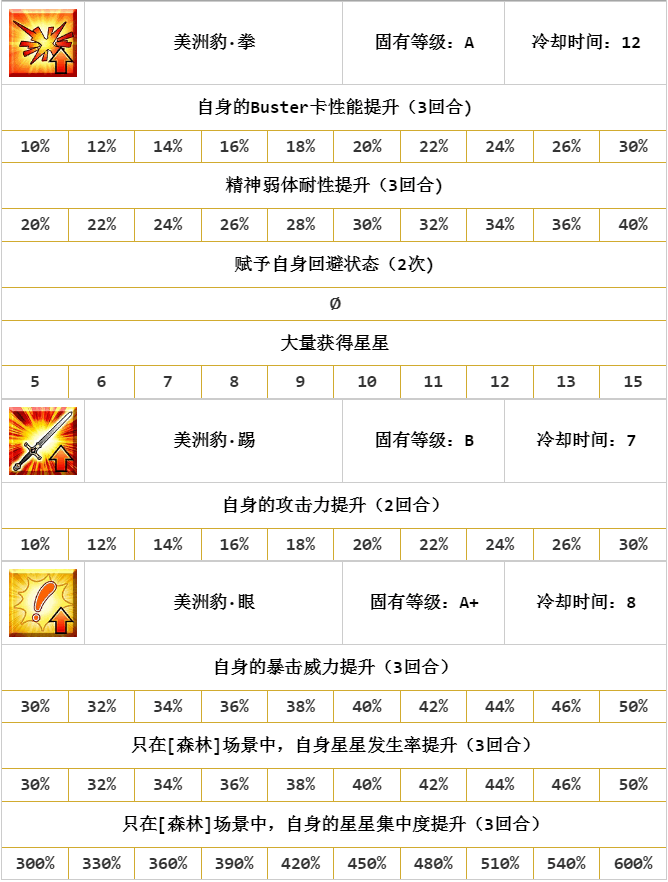 美洲豹·拳 固有等级：A 冷却时间：12
自身的Buster卡性能提升（3回合）
10% 12% 14% 16% 18% 20% 22% 24% 26% 30%
精神弱体耐性提升（3回合）
20% 22% 24% 26% 28% 30% 32% 34% 36% 40%
赋予自身回避状态（2次）
Ø
大量获得星星
5 6 7 8 9 10 11 12 13 15
美洲豹·踢 固有等级：B 冷却时间：7
自身的攻击力提升（2回合）
10% 12% 14% 16% 18% 20% 22% 24% 26% 30%
美洲豹·眼 固有等级：A+ 冷却时间：8
自身的暴击威力提升（3回合）
30% 32% 34% 36% 38% 40% 42% 44% 46% 50%
只在[森林]场景中，自身星星发生率提升（3回合）
30% 32% 34% 36% 38% 40% 42% 44% 46% 50%
只在[森林]场景中，自身的星星集中度提升（3回合）
300% 330% 360% 390% 420% 450% 480% 510% 540% 600%